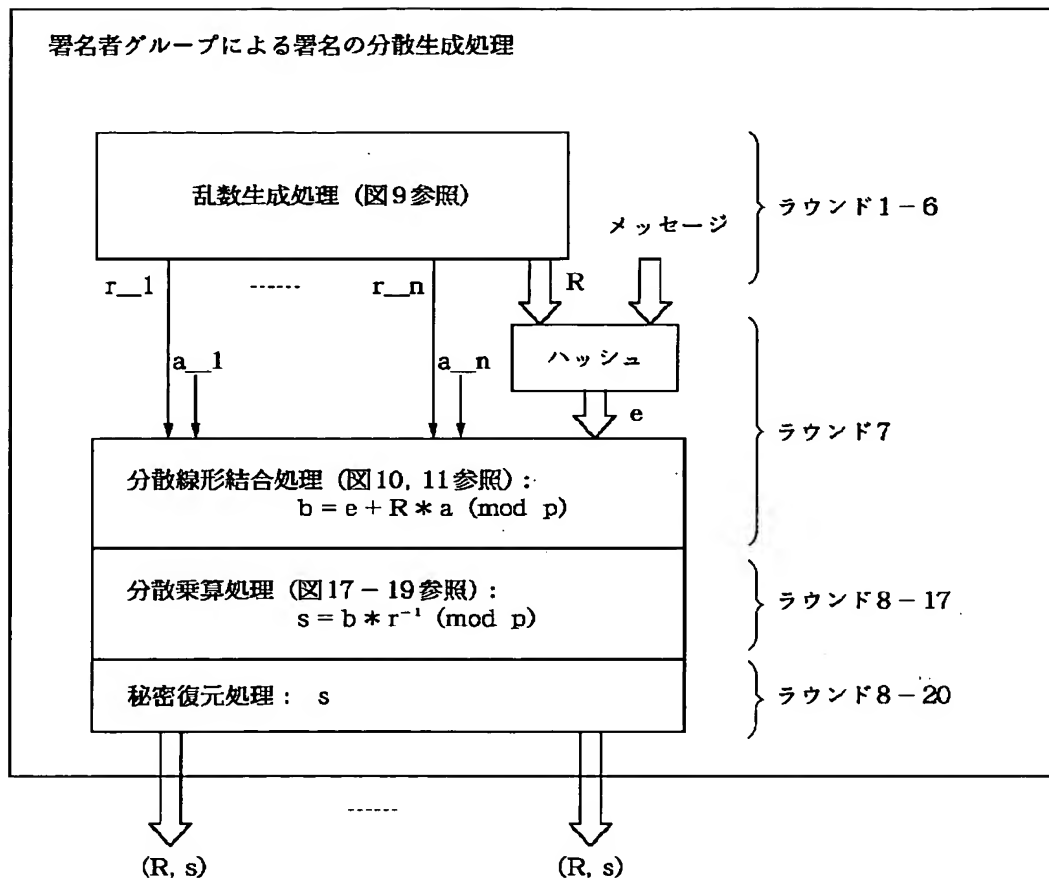 署名者グループによる署名の分散生成処理
乱数生成処理 (図9参照)
メッセージ
ラウンド1-6
r__1
------
r__n
R
a__1
a__n
ハッシュ
e
ラウンド7
分散線形結合処理 (図10, 11参照):
b = e + R * a (mod p)
分散乗算処理 (図17-19参照):
s = b * r⁻¹ (mod p)
ラウンド8-17
秘密復元処理: s
ラウンド8-20
------
(R, s)
(R, s)